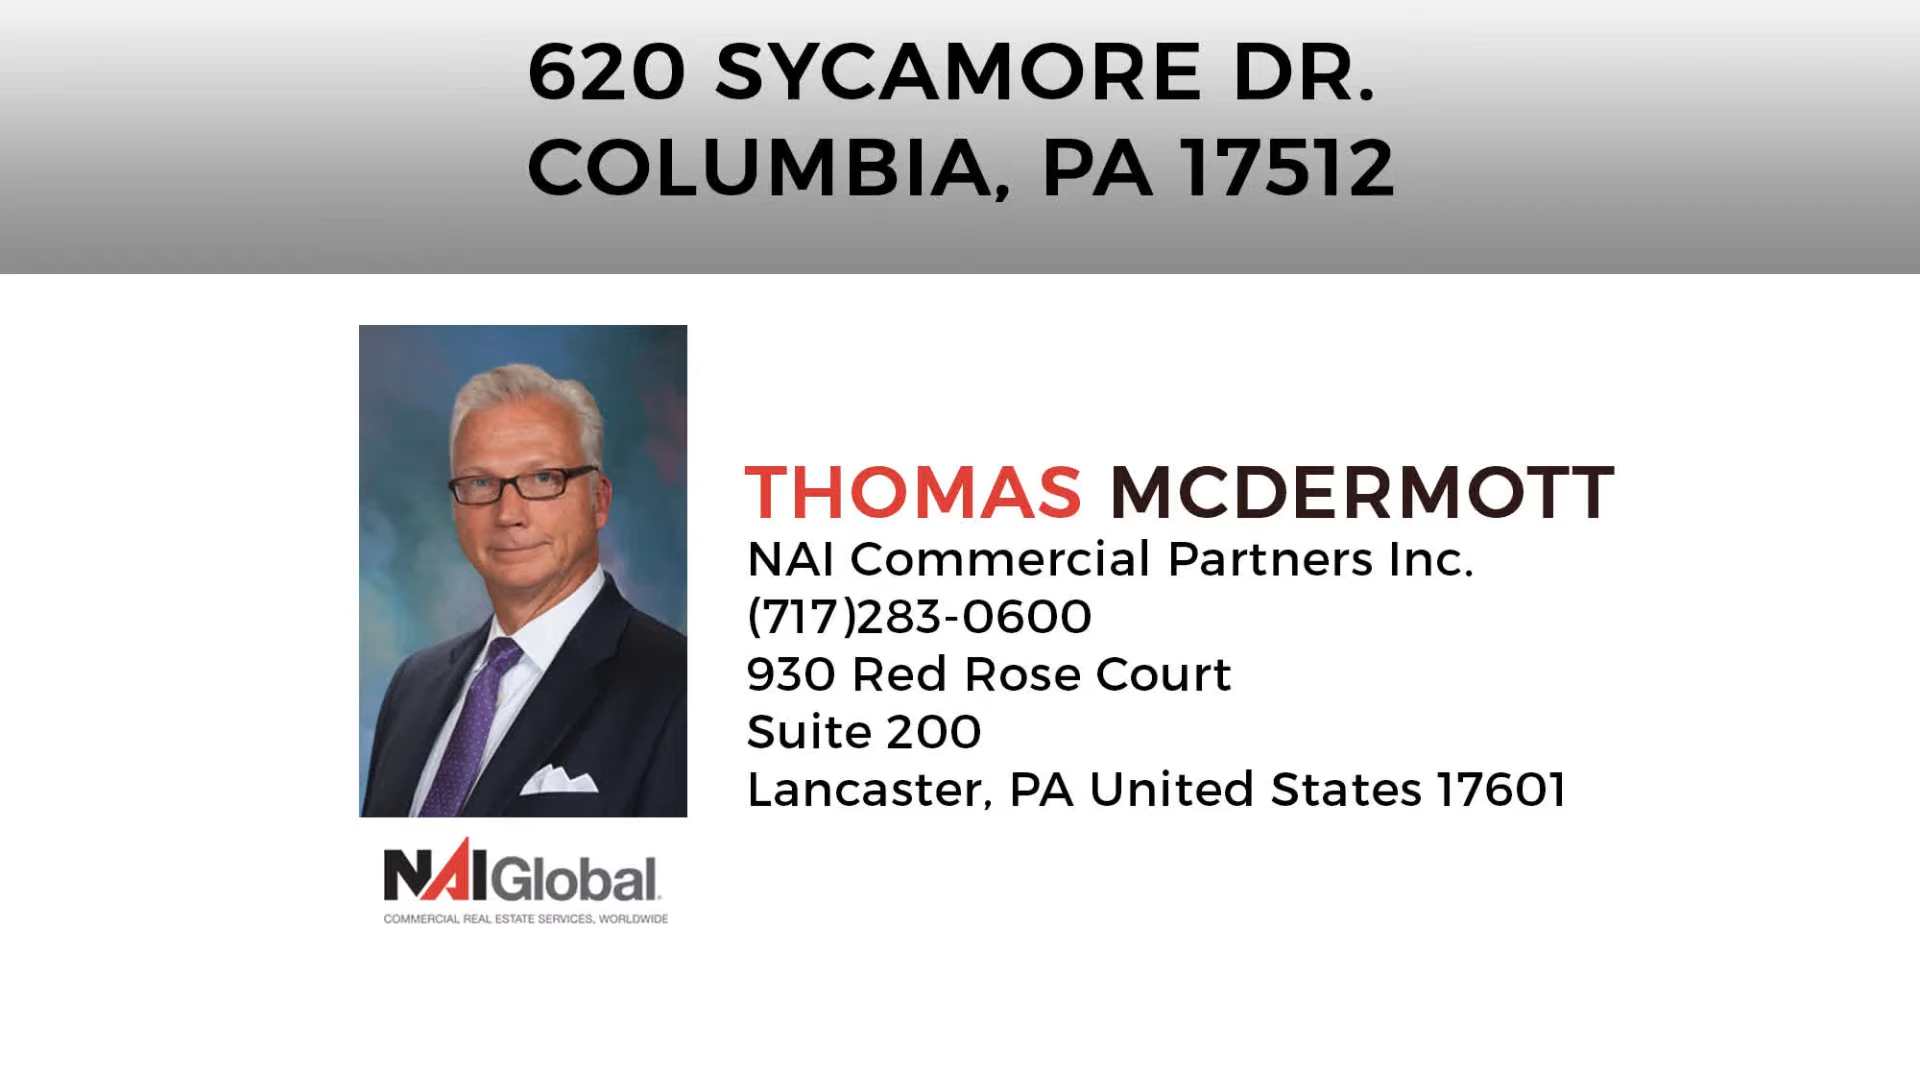 620 SYCAMORE DR.
COLUMBIA, PA 17512
THOMAS MCDERMOTT
NAI Commercial Partners Inc.
(717)283-0600
930 Red Rose Court
Suite 200
Lancaster, PA United States 17601
NAIGlobal
COMMERCIAL REAL ESTATE SERVICES, WORLDWIDE